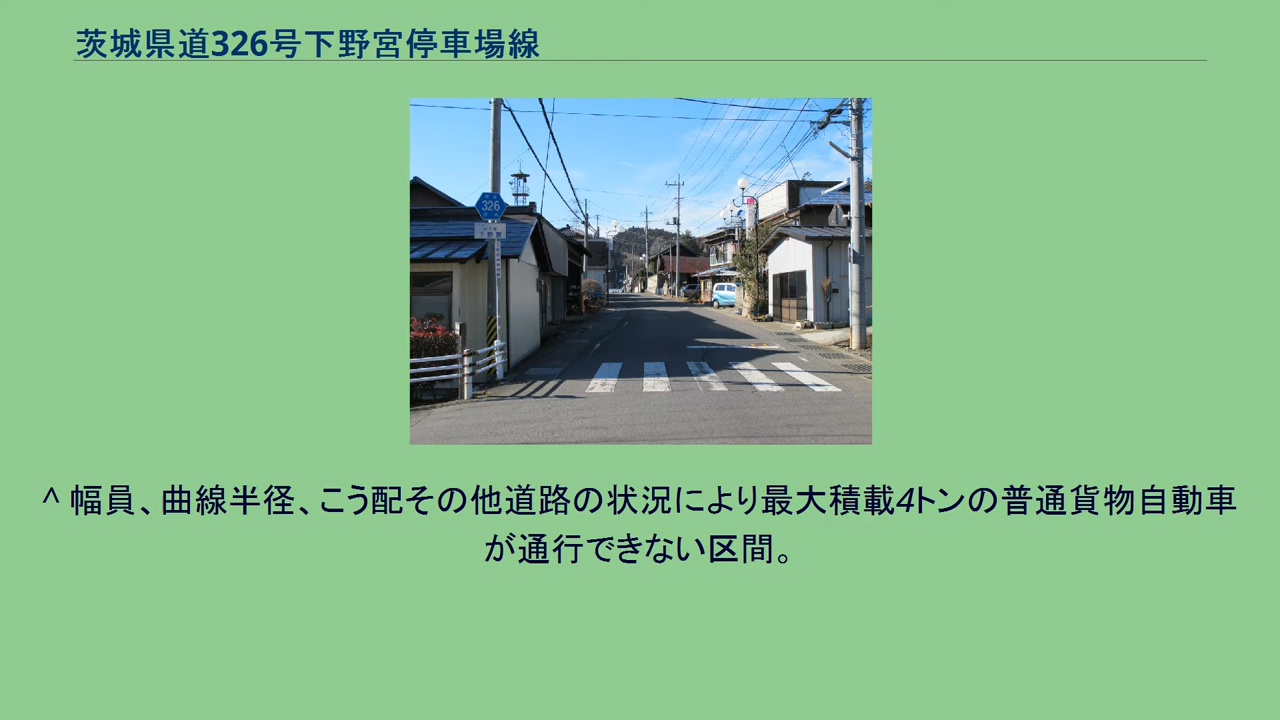 茨城県道326号下野宮停車場線
326
下野宮
^ 幅員、曲線半径、こう配その他道路の状況により最大積載4トンの普通貨物自動車
が通行できない区間。